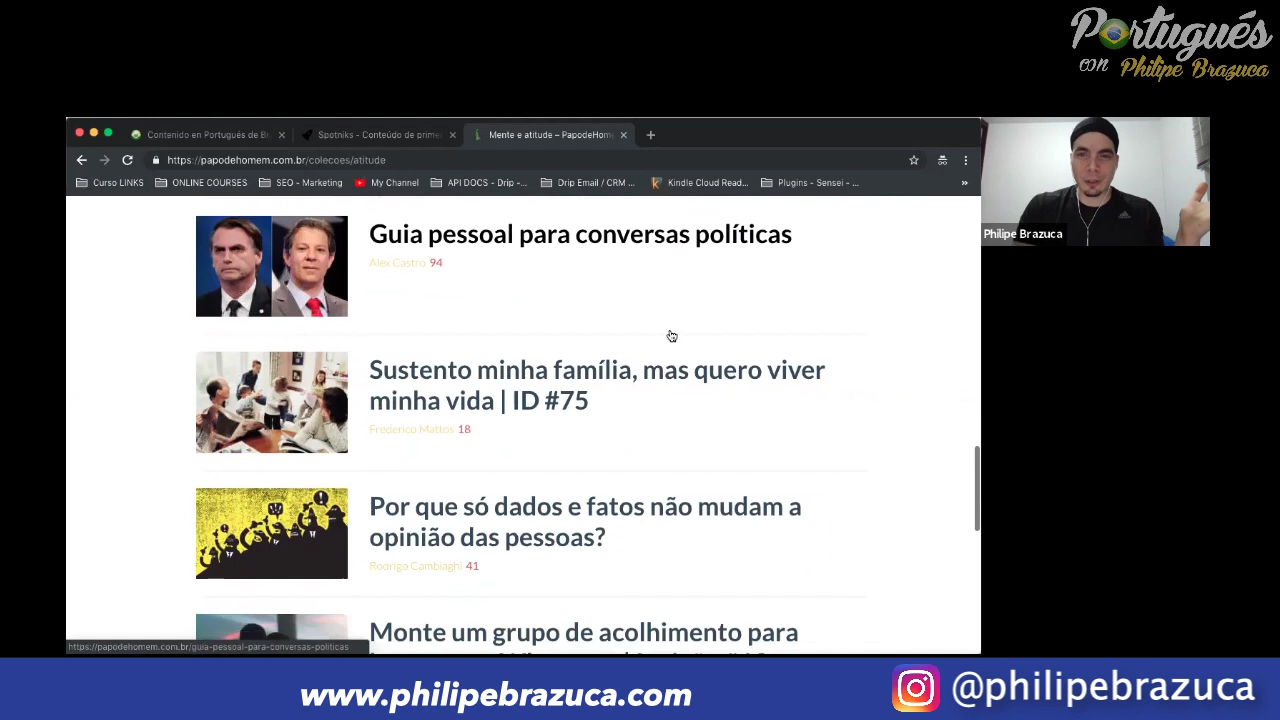 Portugués
con Philipe Brazuca
Contenido en Portugués de B
Spotniks - Conteúdo de prime
Mente e atitude – PapodeHom
https://papodehomem.com.br/colecoes/atitude
Curso LINKS
ONLINE COURSES
SEO - Marketing
My Channel
API DOCS - Drip -...
Drip Email / CRM ...
Kindle Cloud Read...
Plugins - Sensei - ...
»
Philipe Brazuca
Guia pessoal para conversas políticas
Alex Castro 94
Sustento minha família, mas quero viver
minha vida | ID #75
Frederico Mattos 18
Por que só dados e fatos não mudam a
opinião das pessoas?
Rodrigo Cambiaghi 41
Monte um grupo de acolhimento para
https://papodehomem.com.br/guia-pessoal-para-conversas-politicas
www.philipebrazuca.com
@philipebrazuca